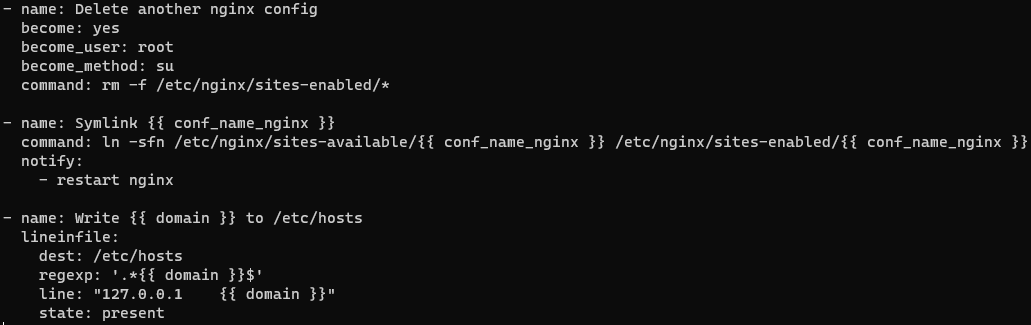 - name: Delete another nginx config
  become: yes
  become_user: root
  become_method: su
  command: rm -f /etc/nginx/sites-enabled/*

- name: Symlink {{ conf_name_nginx }}
  command: ln -sfn /etc/nginx/sites-available/{{ conf_name_nginx }} /etc/nginx/sites-enabled/{{ conf_name_nginx }}
  notify:
    - restart nginx

- name: Write {{ domain }} to /etc/hosts
  lineinfile:
    dest: /etc/hosts
    regexp: '.*{{ domain }}$'
    line: "127.0.0.1    {{ domain }}"
    state: present